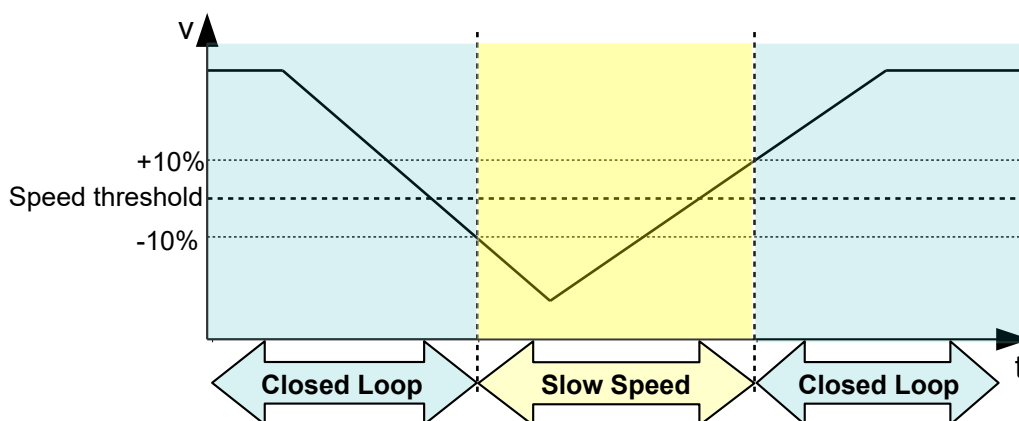 v
+10%
Speed threshold
-10%
t
Closed Loop
Slow Speed
Closed Loop